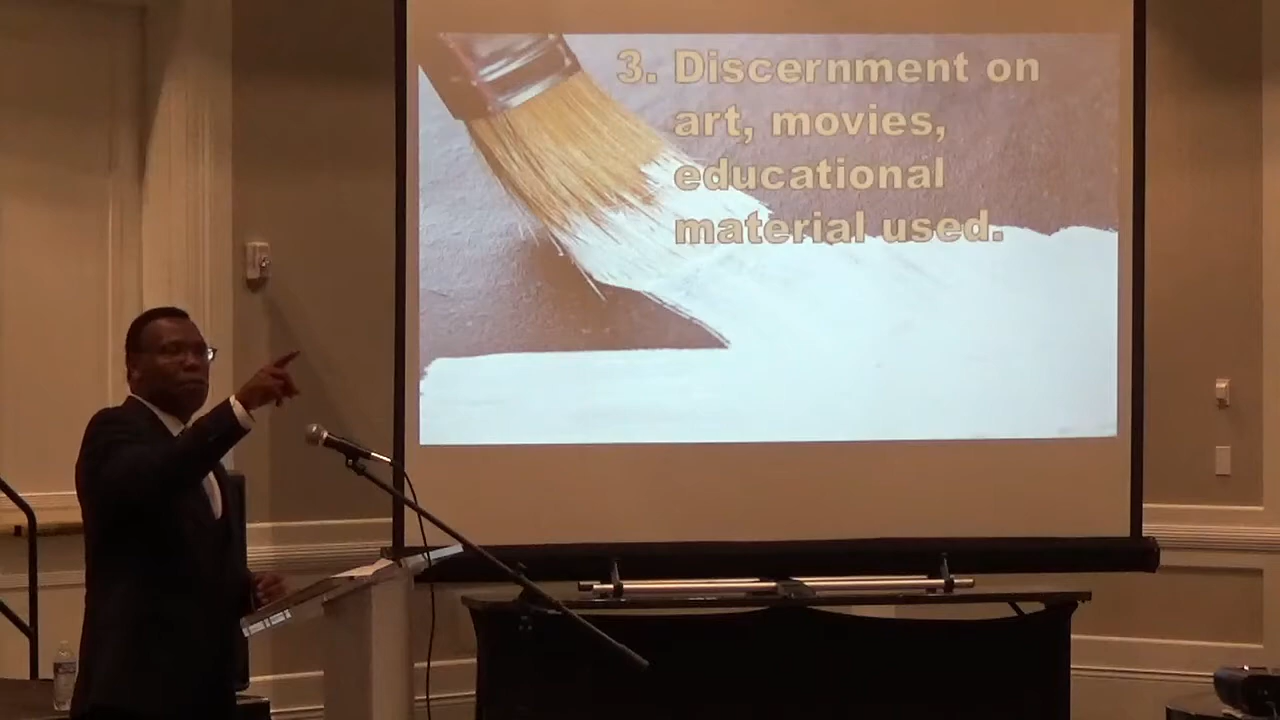 3. Discernment on
art, movies,
educational
material used.